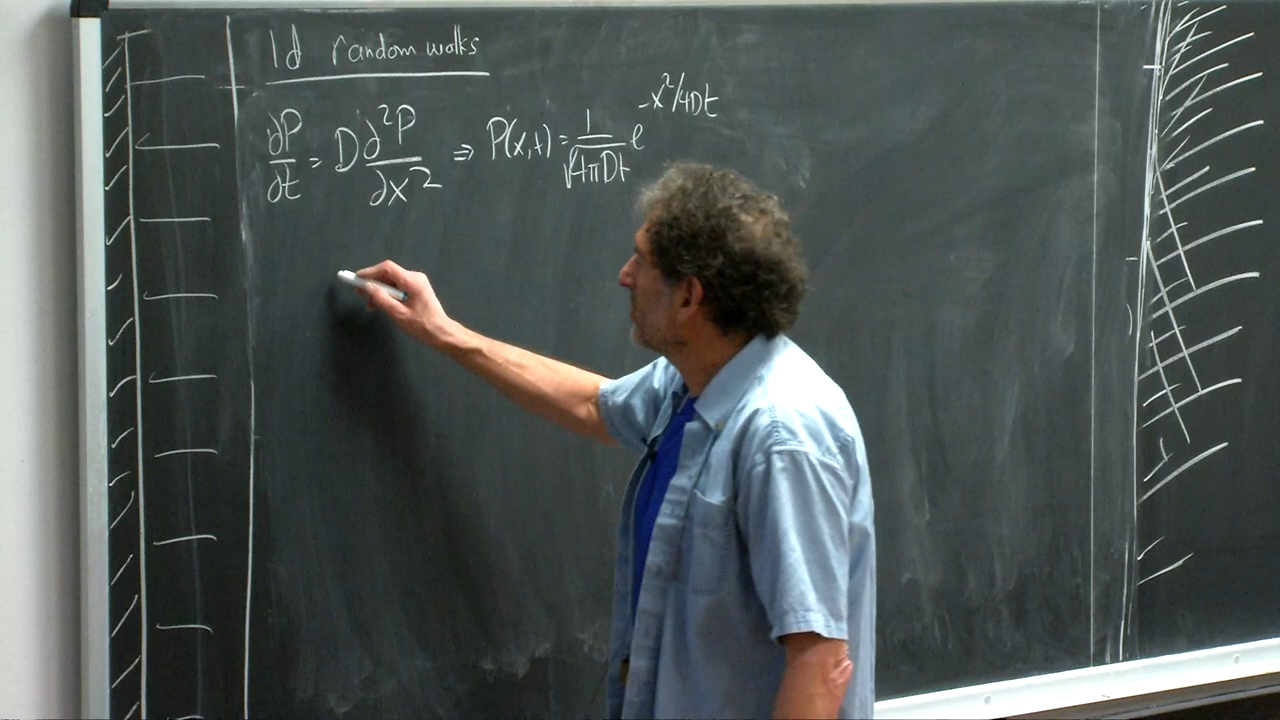 1d random walks
∂P/∂t = D ∂²P/∂x² ⇒ P(x,t) = 1/√4πDt e^-x²/4Dt